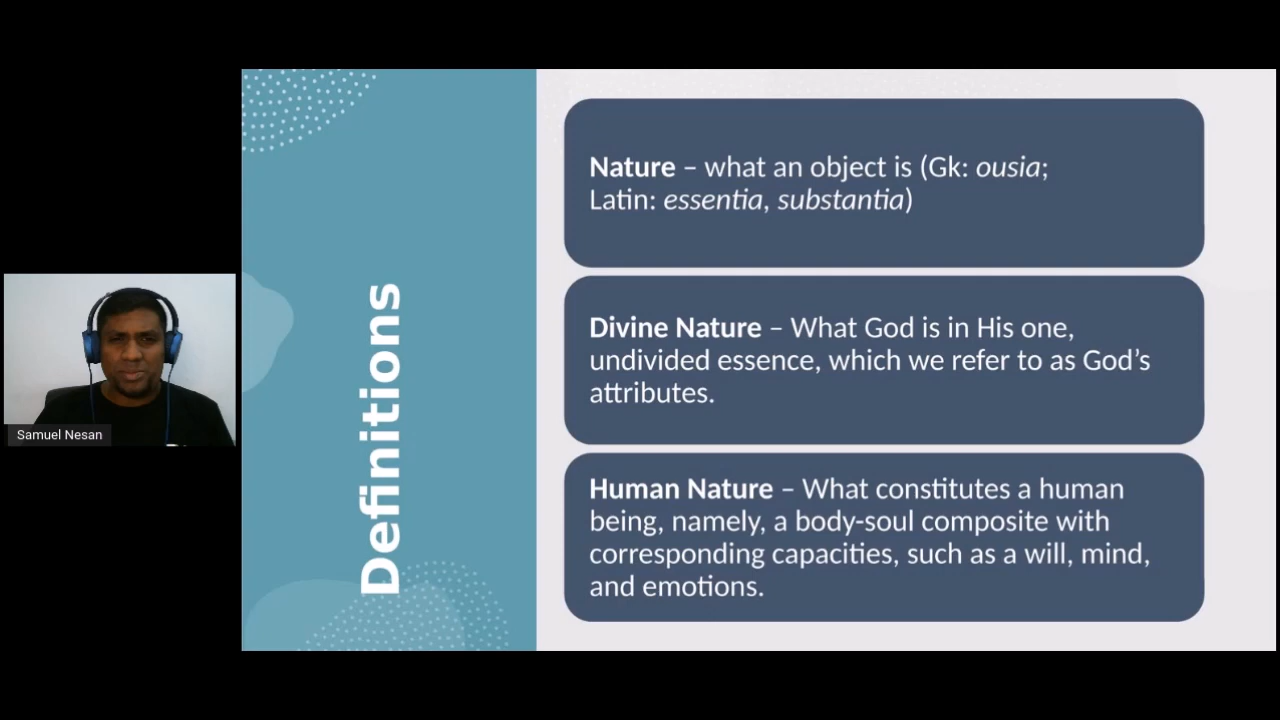 Samuel Nesan
Definitions
Nature – what an object is (Gk: ousia;
Latin: essentia, substantia)
Divine Nature – What God is in His one,
undivided essence, which we refer to as God’s
attributes.
Human Nature – What constitutes a human
being, namely, a body-soul composite with
corresponding capacities, such as a will, mind,
and emotions.